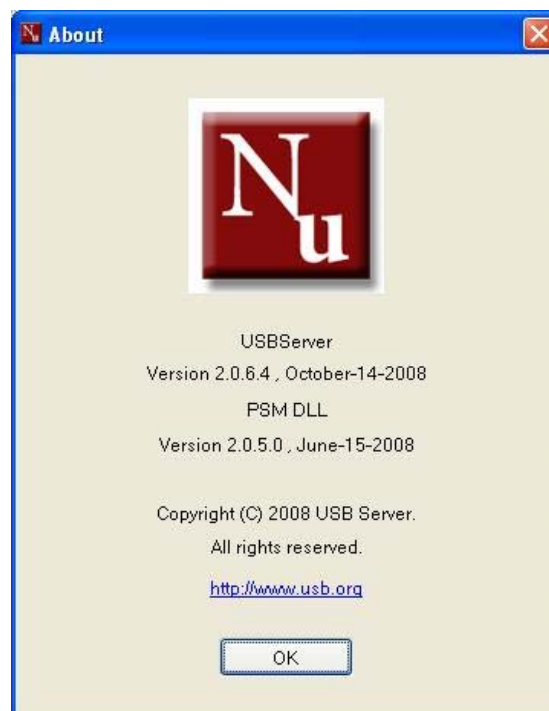 About
Nu
USBServer
Version 2.0.6.4 , October-14-2008
PSM DLL
Version 2.0.5.0 , June-15-2008
Copyright (C) 2008 USB Server.
All rights reserved.
http://www.usb.org
OK